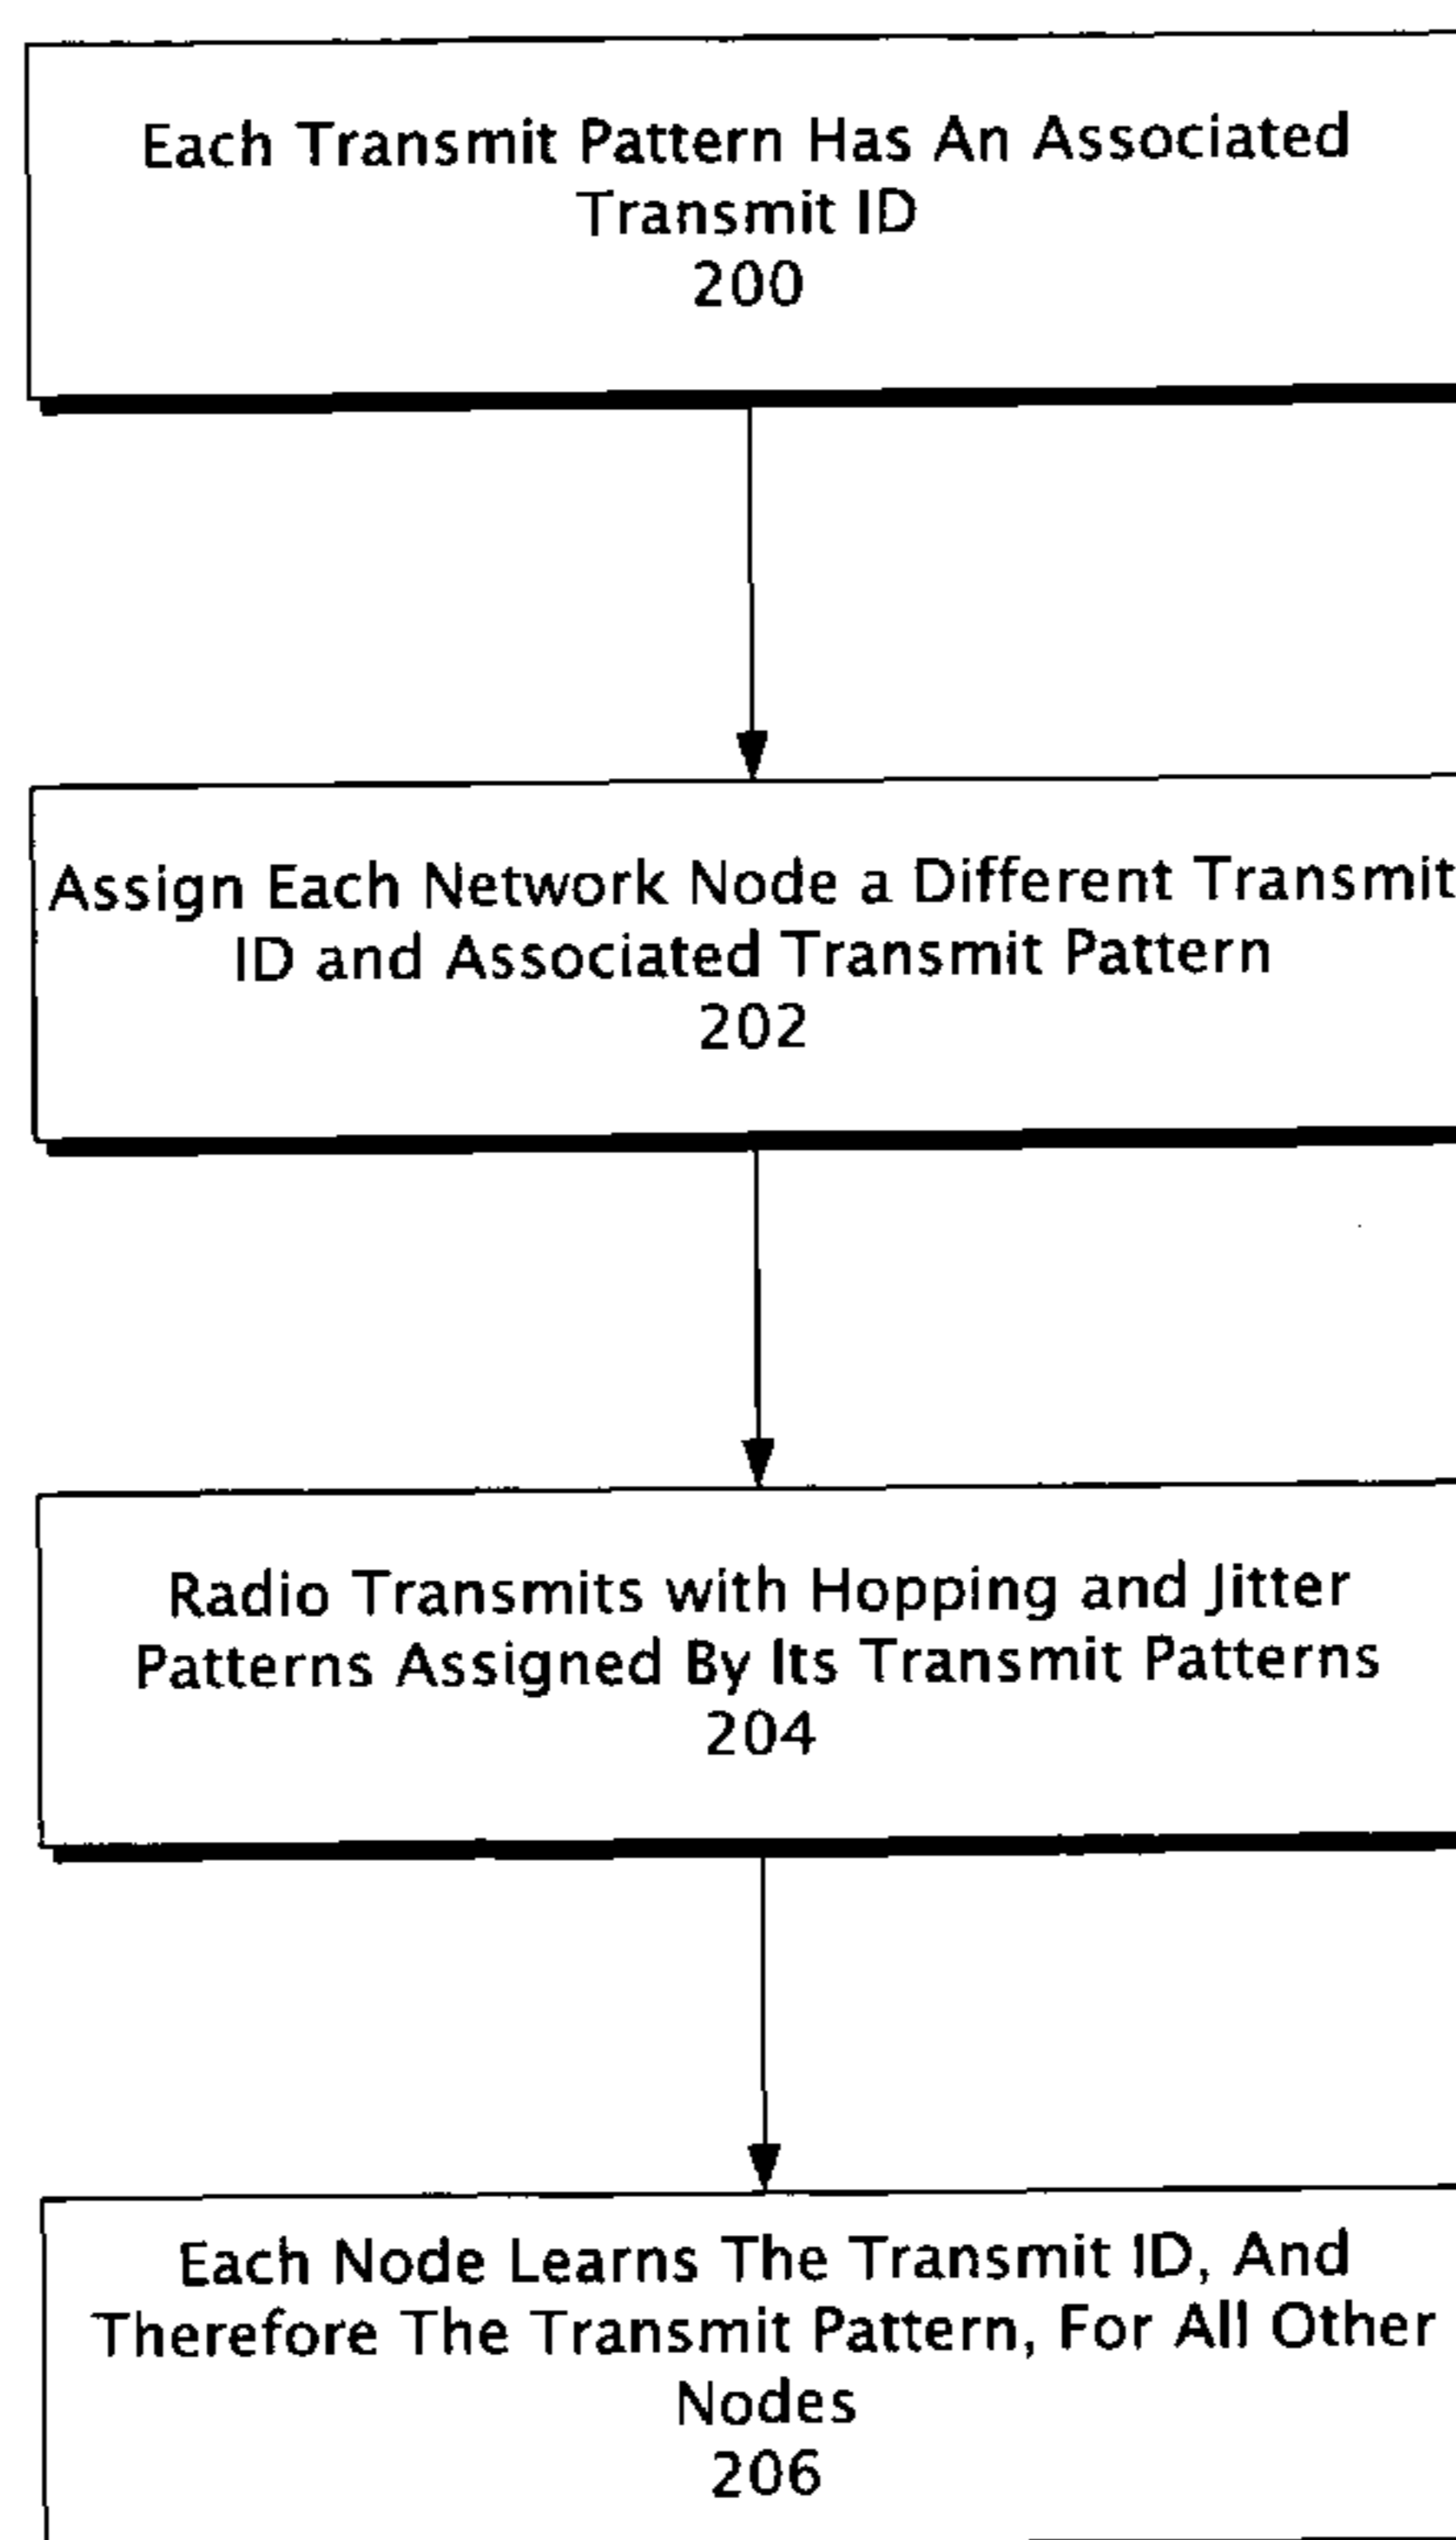 Each Transmit Pattern Has An Associated
Transmit ID
200
Assign Each Network Node a Different Transmit
ID and Associated Transmit Pattern
202
Radio Transmits with Hopping and Jitter
Patterns Assigned By Its Transmit Patterns
204
Each Node Learns The Transmit ID, And
Therefore The Transmit Pattern, For All Other
Nodes
206